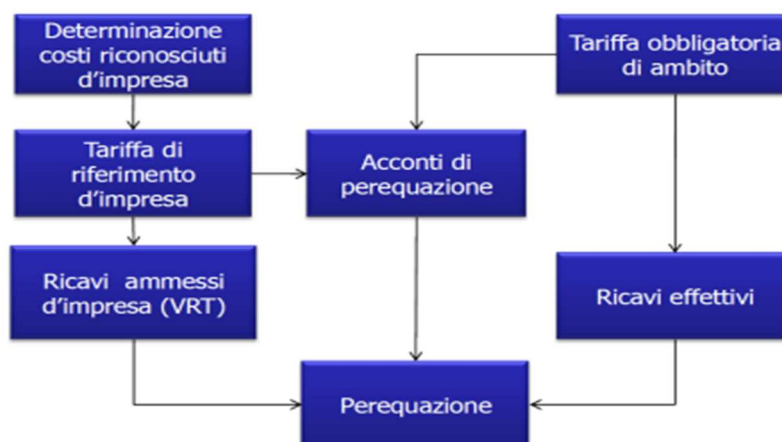 Determinazione
costi riconosciuti
d'impresa
Tariffa obbligatoria
di ambito
Tariffa di
riferimento
d'impresa
Acconti di
perequazione
Ricavi ammessi
d'impresa (VRT)
Ricavi effettivi
Perequazione